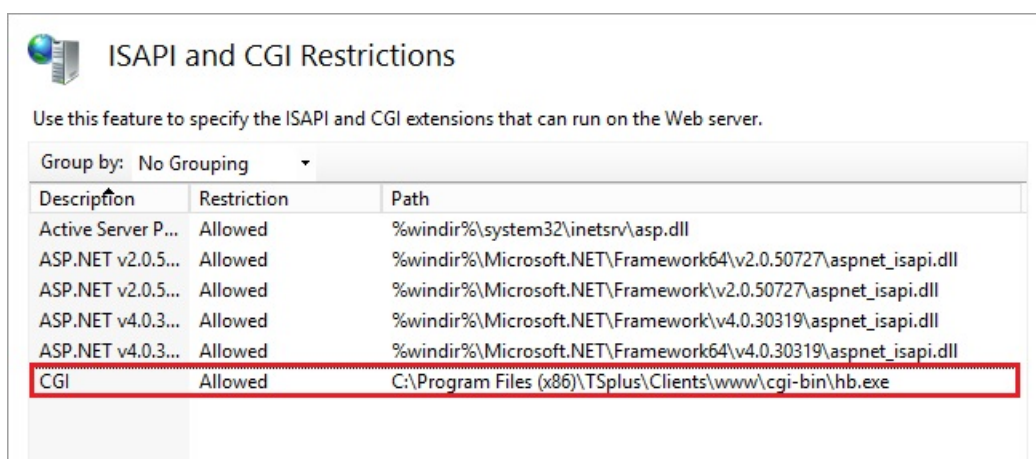 ISAPI and CGI Restrictions
Use this feature to specify the ISAPI and CGI extensions that can run on the Web server.
Group by: No Grouping
Description Restriction Path
Active Server P... Allowed %windir%\system32\inetsrv\asp.dll
ASP.NET v2.0.5... Allowed %windir%\Microsoft.NET\Framework64\v2.0.50727\aspnet_isapi.dll
ASP.NET v2.0.5... Allowed %windir%\Microsoft.NET\Framework\v2.0.50727\aspnet_isapi.dll
ASP.NET v4.0.3... Allowed %windir%\Microsoft.NET\Framework\v4.0.30319\aspnet_isapi.dll
ASP.NET v4.0.3... Allowed %windir%\Microsoft.NET\Framework64\v4.0.30319\aspnet_isapi.dll
CGI Allowed C:\Program Files (x86)\TSplus\Clients\www\cgi-bin\hb.exe